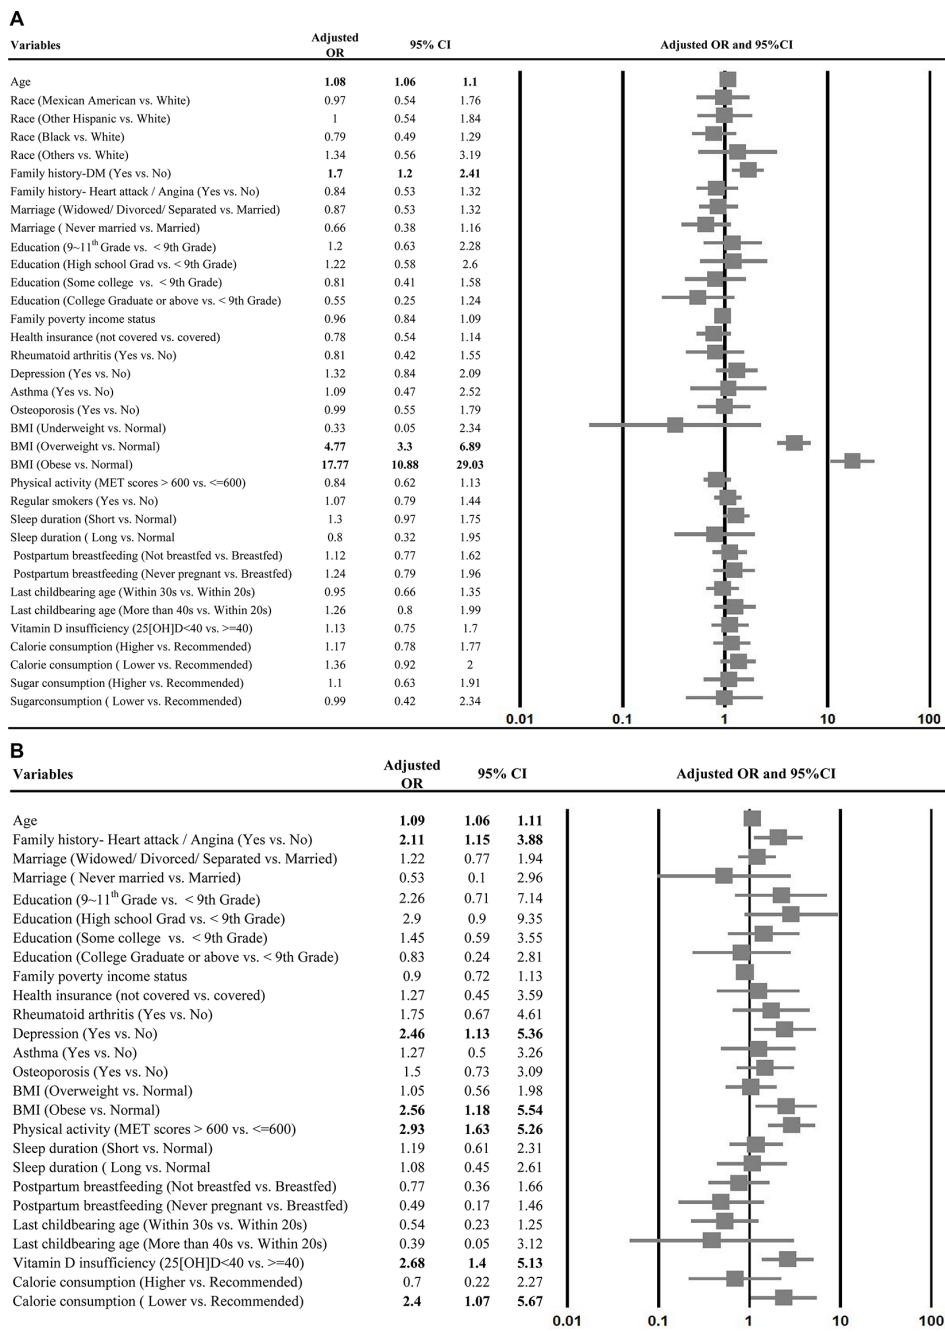 A
Variables Adjusted OR 95% CI Adjusted OR and 95%CI
Age 1.08 1.06 1.1
Race (Mexican American vs. White) 0.97 0.54 1.76
Race (Other Hispanic vs. White) 1 0.54 1.84
Race (Black vs. White) 0.79 0.49 1.29
Race (Others vs. White) 1.34 0.56 3.19
Family history-DM (Yes vs. No) 1.7 1.2 2.41
Family history- Heart attack / Angina (Yes vs. No) 0.84 0.53 1.32
Marriage (Widowed/ Divorced/ Separated vs. Married) 0.87 0.53 1.32
Marriage ( Never married vs. Married) 0.66 0.38 1.16
Education (9~11th Grade vs. < 9th Grade) 1.2 0.63 2.28
Education (High school Grad vs. < 9th Grade) 1.22 0.58 2.6
Education (Some college vs. < 9th Grade) 0.81 0.41 1.58
Education (College Graduate or above vs. < 9th Grade) 0.55 0.25 1.24
Family poverty income status 0.96 0.84 1.09
Health insurance (not covered vs. covered) 0.78 0.54 1.14
Rheumatoid arthritis (Yes vs. No) 0.81 0.42 1.55
Depression (Yes vs. No) 1.32 0.84 2.09
Asthma (Yes vs. No) 1.09 0.47 2.52
Osteoporosis (Yes vs. No) 0.99 0.55 1.79
BMI (Underweight vs. Normal) 0.33 0.05 2.34
BMI (Overweight vs. Normal) 4.77 3.3 6.89
BMI (Obese vs. Normal) 17.77 10.88 29.03
Physical activity (MET scores > 600 vs. <=600) 0.84 0.62 1.13
Regular smokers (Yes vs. No) 1.07 0.79 1.44
Sleep duration (Short vs. Normal) 1.3 0.97 1.75
Sleep duration ( Long vs. Normal 0.8 0.32 1.95
Postpartum breastfeeding (Not breastfed vs. Breastfed) 1.12 0.77 1.62
Postpartum breastfeeding (Never pregnant vs. Breastfed) 1.24 0.79 1.96
Last childbearing age (Within 30s vs. Within 20s) 0.95 0.66 1.35
Last childbearing age (More than 40s vs. Within 20s) 1.26 0.8 1.99
Vitamin D insufficiency (25[OH]D<40 vs. >=40) 1.13 0.75 1.7
Calorie consumption (Higher vs. Recommended) 1.17 0.78 1.77
Calorie consumption ( Lower vs. Recommended) 1.36 0.92 2
Sugar consumption (Higher vs. Recommended) 1.1 0.63 1.91
Sugarconsumption ( Lower vs. Recommended) 0.99 0.42 2.34
0.01 0.1 1 10 100
B
Variables Adjusted OR 95% CI Adjusted OR and 95%CI
Age 1.09 1.06 1.11
Family history- Heart attack / Angina (Yes vs. No) 2.11 1.15 3.88
Marriage (Widowed/ Divorced/ Separated vs. Married) 1.22 0.77 1.94
Marriage ( Never married vs. Married) 0.53 0.1 2.96
Education (9~11th Grade vs. < 9th Grade) 2.26 0.71 7.14
Education (High school Grad vs. < 9th Grade) 2.9 0.9 9.35
Education (Some college vs. < 9th Grade) 1.45 0.59 3.55
Education (College Graduate or above vs. < 9th Grade) 0.83 0.24 2.81
Family poverty income status 0.9 0.72 1.13
Health insurance (not covered vs. covered) 1.27 0.45 3.59
Rheumatoid arthritis (Yes vs. No) 1.75 0.67 4.61
Depression (Yes vs. No) 2.46 1.13 5.36
Asthma (Yes vs. No) 1.27 0.5 3.26
Osteoporosis (Yes vs. No) 1.5 0.73 3.09
BMI (Overweight vs. Normal) 1.05 0.56 1.98
BMI (Obese vs. Normal) 2.56 1.18 5.54
Physical activity (MET scores > 600 vs. <=600) 2.93 1.63 5.26
Sleep duration (Short vs. Normal) 1.19 0.61 2.31
Sleep duration ( Long vs. Normal 1.08 0.45 2.61
Postpartum breastfeeding (Not breastfed vs. Breastfed) 0.77 0.36 1.66
Postpartum breastfeeding (Never pregnant vs. Breastfed) 0.49 0.17 1.46
Last childbearing age (Within 30s vs. Within 20s) 0.54 0.23 1.25
Last childbearing age (More than 40s vs. Within 20s) 0.39 0.05 3.12
Vitamin D insufficiency (25[OH]D<40 vs. >=40) 2.68 1.4 5.13
Calorie consumption (Higher vs. Recommended) 0.7 0.22 2.27
Calorie consumption ( Lower vs. Recommended) 2.4 1.07 5.67
0.01 0.1 1 10 100